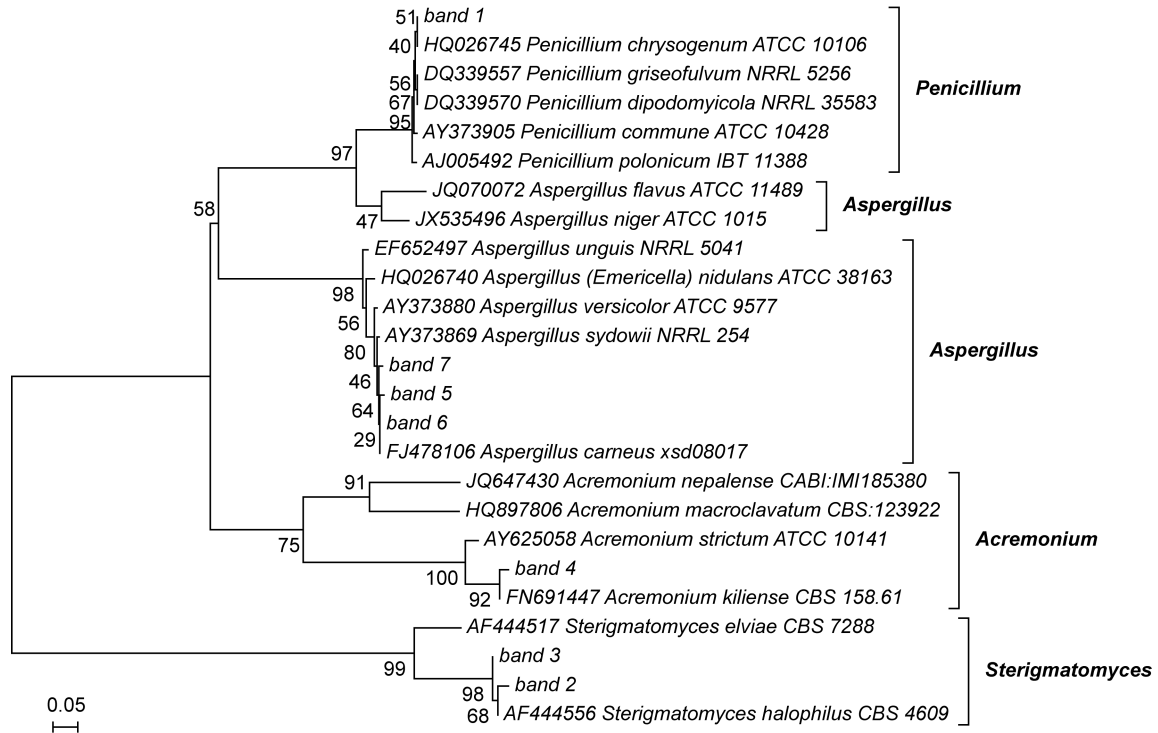 51 band 1
40 HQ026745 Penicillium chrysogenum ATCC 10106
56 DQ339557 Penicillium griseofulvum NRRL 5256
Penicillium
67 DQ339570 Penicillium dipodomyicola NRRL 35583
95 AY373905 Penicillium commune ATCC 10428
97 AJ005492 Penicillium polonicum IBT 11388
JQ070072 Aspergillus flavus ATCC 11489
58 Aspergillus
47 JX535496 Aspergillus niger ATCC 1015
EF652497 Aspergillus unguis NRRL 5041
HQ026740 Aspergillus (Emericella) nidulans ATCC 38163
98 AY373880 Aspergillus versicolor ATCC 9577
56 AY373869 Aspergillus sydowii NRRL 254
80 Aspergillus
band 7
46 band 5
64 band 6
29 FJ478106 Aspergillus carneus xsd08017
91 JQ647430 Acremonium nepalense CABI:IMI185380
HQ897806 Acremonium macroclavatum CBS:123922
75 AY625058 Acremonium strictum ATCC 10141 Acremonium
100 band 4
92 FN691447 Acremonium kiliense CBS 158.61
AF444517 Sterigmatomyces elviae CBS 7288
99 band 3
Sterigmatomyces
98 band 2
68 AF444556 Sterigmatomyces halophilus CBS 4609
0.05